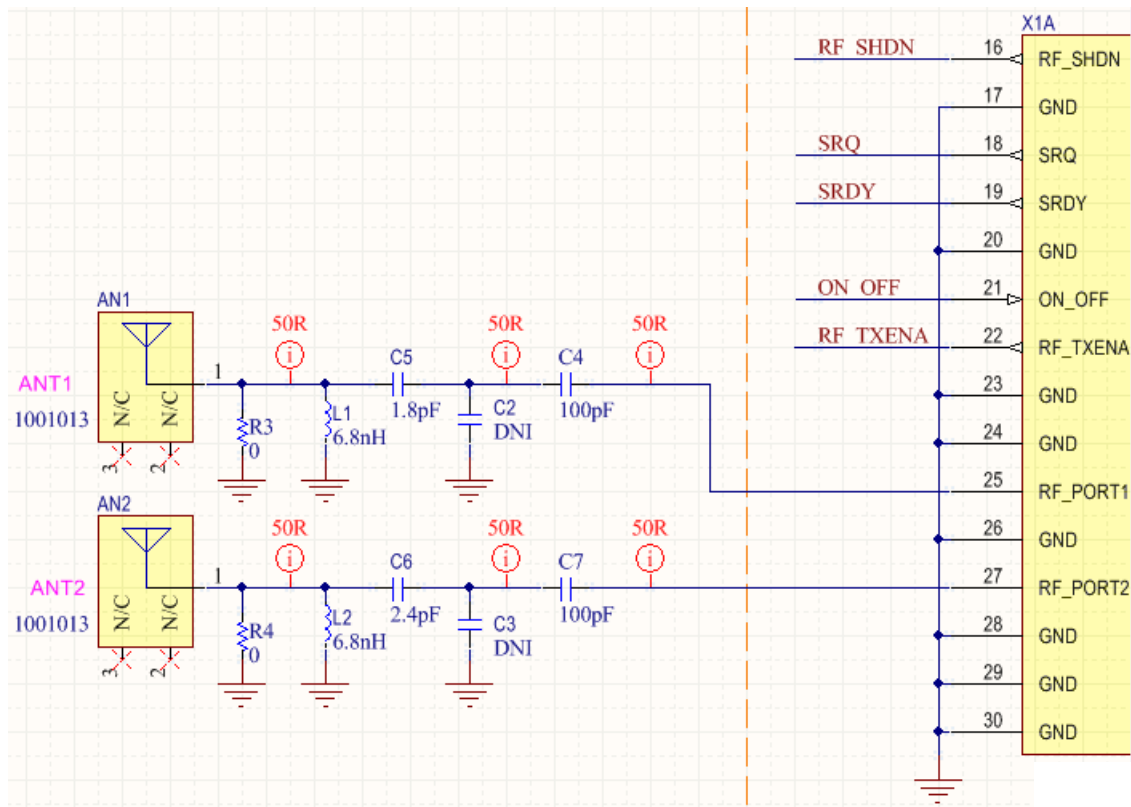 X1A
RF_SHDN 16 RF_SHDN
17 GND
SRQ 18 SRQ
SRDY 19 SRDY
20 GND
ON_OFF 21 ON_OFF
RF_TXENA 22 RF_TXENA
23 GND
24 GND
25 RF_PORT1
26 GND
27 RF_PORT2
28 GND
29 GND
30 GND
AN1
ANT1
1001013
N/C N/C
3 2
1
50R 50R 50R
i i i
C5
1.8pF
C4
100pF
R3
0
L1
6.8nH
C2
DNI
AN2
ANT2
1001013
N/C N/C
3 2
1
50R 50R 50R
i i i
C6
2.4pF
C7
100pF
R4
0
L2
6.8nH
C3
DNI